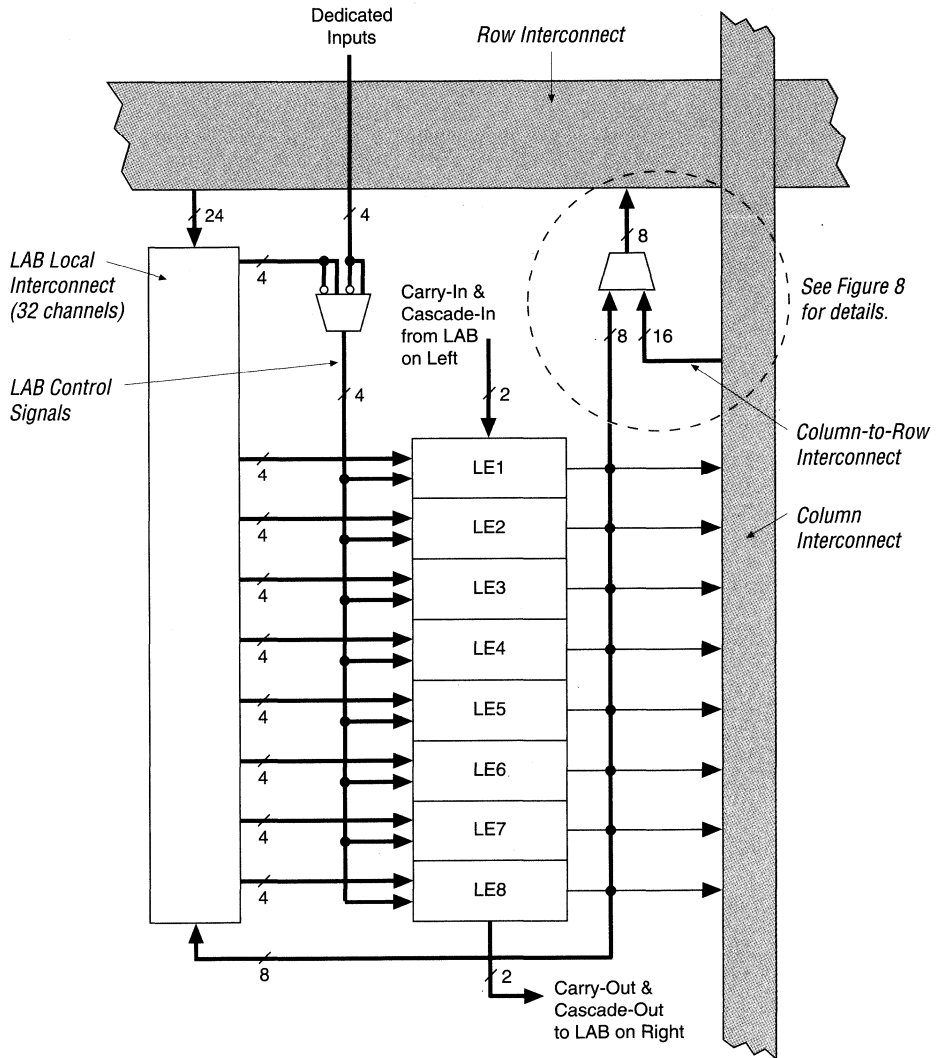 Dedicated
Inputs
Row Interconnect
24
4
8
LAB Local
Interconnect
(32 channels)
4
Carry-In &
Cascade-In
from LAB
on Left
See Figure 8
for details.
8
16
LAB Control
Signals
4
2
Column-to-Row
Interconnect
4
LE1
4
LE2
Column
Interconnect
4
LE3
4
LE4
4
LE5
4
LE6
4
LE7
4
LE8
8
2
Carry-Out &
Cascade-Out
to LAB on Right